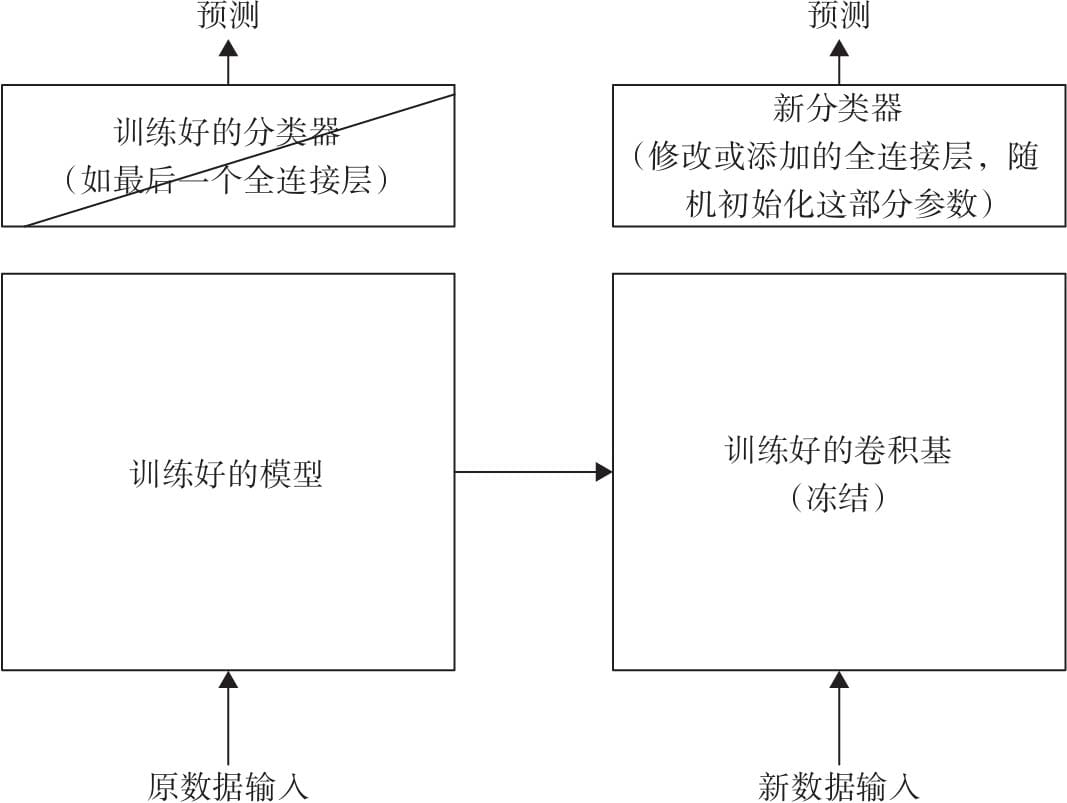 预测
训练好的分类器
（如最后一个全连接层）
训练好的模型
原数据输入
预测
新分类器
（修改或添加的全连接层，随
机初始化这部分参数）
训练好的卷积基
（冻结）
新数据输入